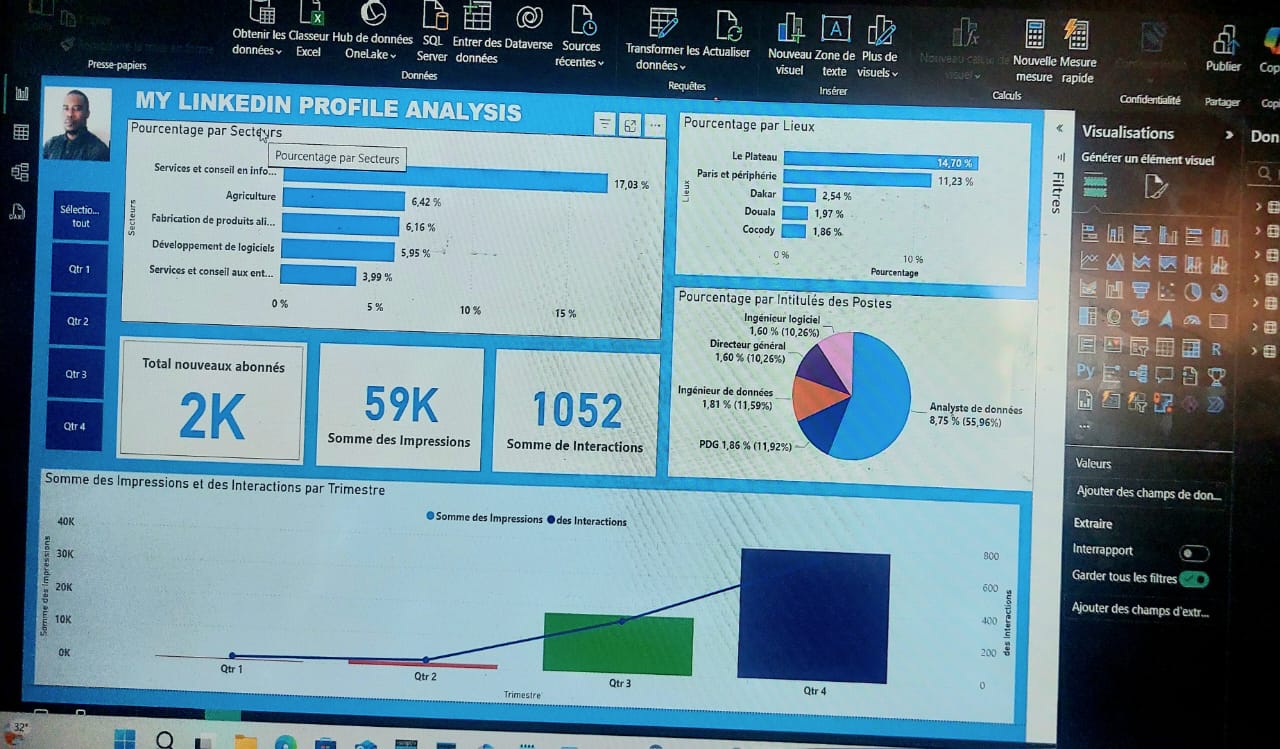 Obtenir les données
Classeur Excel
Hub de données OneLake
SQL Server
Entrer des données
Dataverse
Sources récentes
Transformer les données
Actualiser
Nouveau visuel
Zone de texte
Plus de visuels
Nouveau calcul de visuel
Nouvelle mesure
Mesure rapide
Publier
Cop
Presse-papiers
Données
Requêtes
Insérer
Calculs
Confidentialité
Partager
Copi
MY LINKEDIN PROFILE ANALYSIS
Sélectio...
tout
Qtr 1
Qtr 2
Qtr 3
Qtr 4
Pourcentage par Secteurs
Pourcentage par Secteurs
Secteurs
Services et conseil en info...
17,03 %
Agriculture
6,42 %
Fabrication de produits ali...
6,16 %
Développement de logiciels
5,95 %
Services et conseil aux ent...
3,99 %
0 %
5 %
10 %
15 %
Pourcentage par Lieux
Lieux
Le Plateau
14,70 %
Paris et périphérie
11,23 %
Dakar
2,54 %
Douala
1,97 %
Cocody
1,86 %
0 %
10 %
Pourcentage
Total nouveaux abonnés
2K
59K
Somme des Impressions
1052
Somme de Interactions
Pourcentage par Intitulés des Postes
Ingénieur logiciel
1,60 % (10,26%)
Directeur général
1,60 % (10,26%)
Ingénieur de données
1,81 % (11,59%)
PDG 1,86 % (11,92%)
Analyste de données
8,75 % (55,96%)
Somme des Impressions et des Interactions par Trimestre
Somme des Impressions
des Interactions
Somme des Impressions
40K
30K
20K
10K
0K
800
600
400
200
0
des Interactions
Qtr 1
Qtr 2
Qtr 3
Qtr 4
Trimestre
Filtres
Visualisations
Générer un élément visuel
R
Py
Valeurs
Ajouter des champs de don...
Extraire
Interrapport
Garder tous les filtres
Ajouter des champs d'extr...
Don
32°